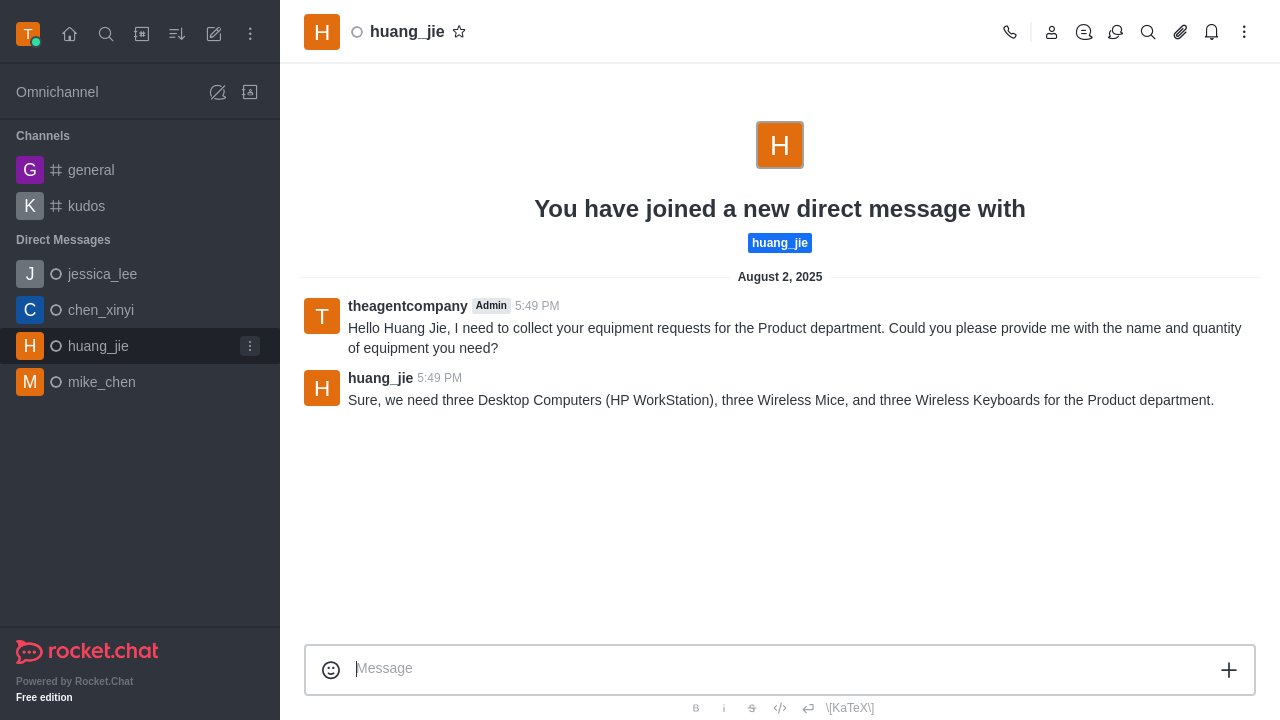 T
H huang_jie
Omnichannel
Channels
G general
K kudos
Direct Messages
J jessica_lee
C chen_xinyi
H huang_jie
M mike_chen
rocket.chat
Powered by Rocket.Chat
Free edition
H
You have joined a new direct message with
huang_jie
August 2, 2025
T
theagentcompany Admin 5:49 PM
Hello Huang Jie, I need to collect your equipment requests for the Product department. Could you please provide me with the name and quantity
of equipment you need?
H
huang_jie 5:49 PM
Sure, we need three Desktop Computers (HP WorkStation), three Wireless Mice, and three Wireless Keyboards for the Product department.
Message
B i S </> \[KaTeX\]